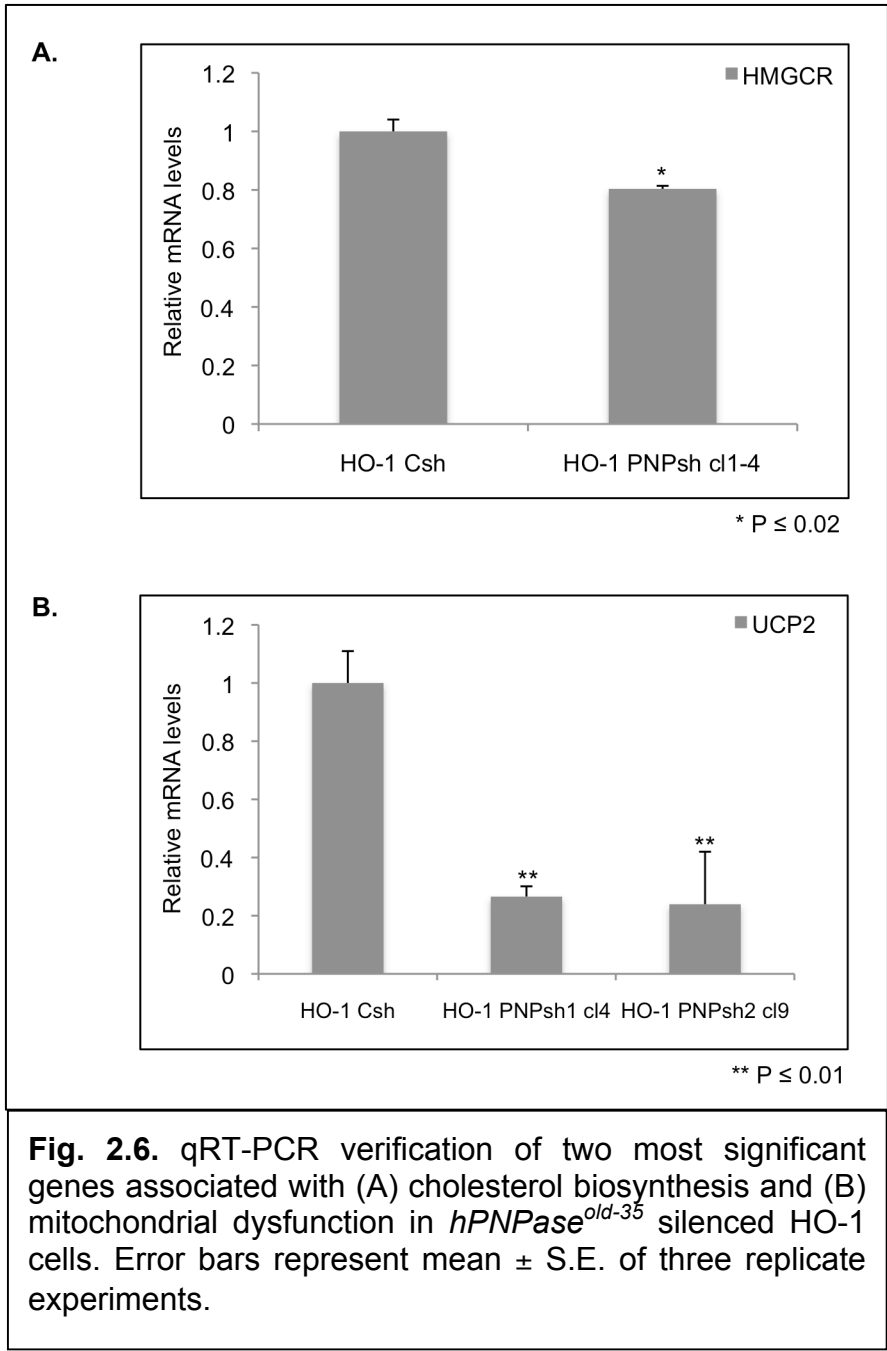 A.
HMGCR
1.2
1
0.8
0.6
0.4
0.2
0
Relative mRNA levels
*
HO-1 Csh
HO-1 PNPsh cl1-4
* P ≤ 0.02
B.
UCP2
1.2
1
0.8
0.6
0.4
0.2
0
Relative mRNA levels
**
**
HO-1 Csh
HO-1 PNPsh1 cl4
HO-1 PNPsh2 cl9
** P ≤ 0.01
Fig. 2.6. qRT-PCR verification of two most significant
genes associated with (A) cholesterol biosynthesis and (B)
mitochondrial dysfunction in hPNPase^old-35 silenced HO-1
cells. Error bars represent mean ± S.E. of three replicate
experiments.